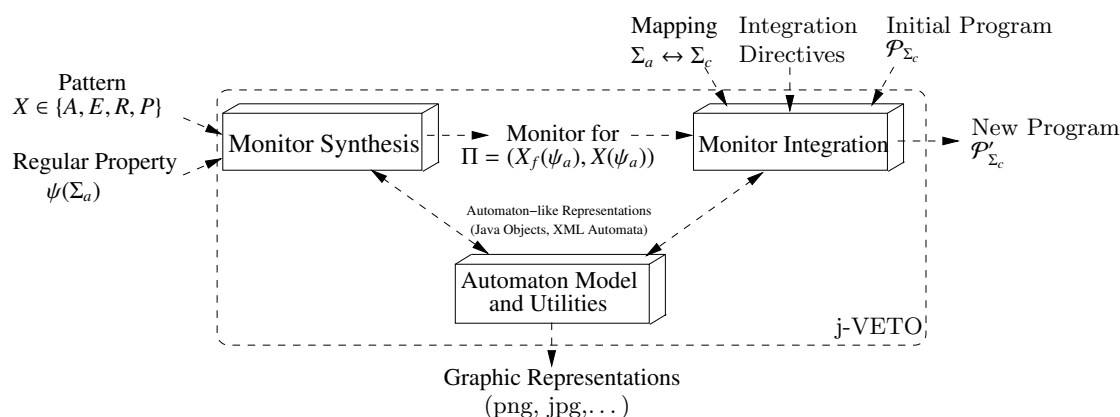 Mapping
Σa ↔ Σc
Integration
Directives
Initial Program
𝒫Σc
Pattern
X ∈ {A, E, R, P}
Regular Property
ψ(Σa)
Monitor Synthesis
Monitor for
Π = (Xf(ψa), X(ψa))
Monitor Integration
New Program
𝒫′Σc
Automaton−like Representations
(Java Objects, XML Automata)
Automaton Model
and Utilities
j-VETO
Graphic Representations
(png, jpg,...)